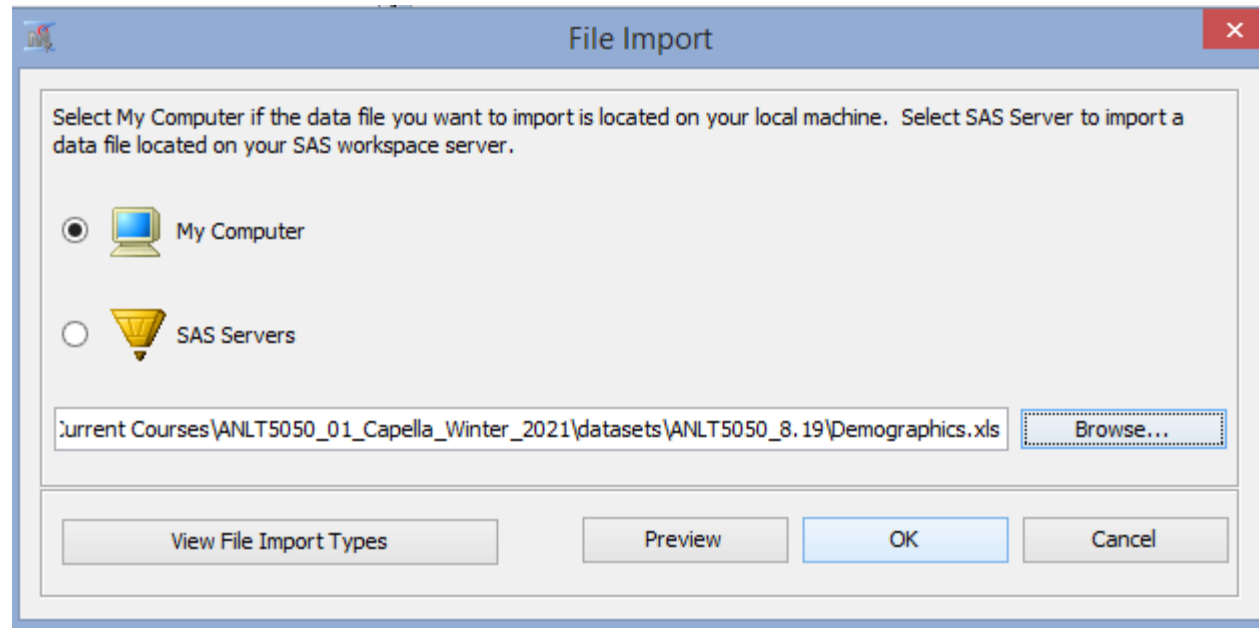 File Import
Select My Computer if the data file you want to import is located on your local machine. Select SAS Server to import a
data file located on your SAS workspace server.
My Computer
SAS Servers
Courses\ANLT5050_01_Capella_Winter_2021\datasets\ANLT5050_8.19\Demographics.xls
Browse...
View File Import Types
Preview
OK
Cancel